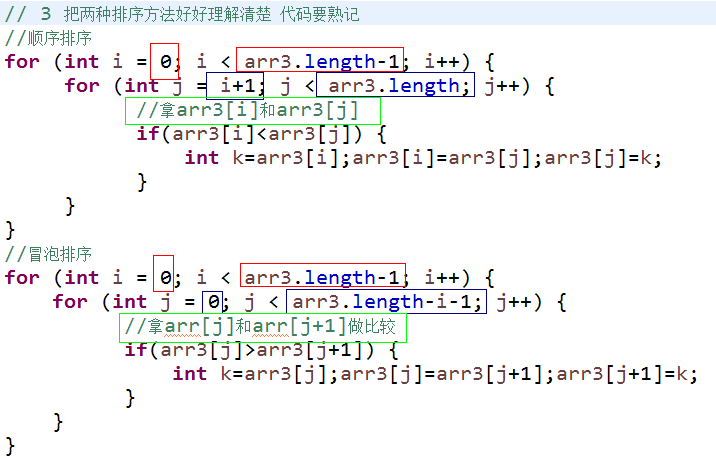 // 3 把两种排序方法好好理解清楚 代码要熟记
//顺序排序
for (int i = 0; i < arr3.length-1; i++) {
for (int j = i+1; j < arr3.length; j++) {
//拿arr3[i]和arr3[j]
if(arr3[i]<arr3[j]) {
int k=arr3[i];arr3[i]=arr3[j];arr3[j]=k;
}
}
}
//冒泡排序
for (int i = 0; i < arr3.length-1; i++) {
for (int j = 0; j < arr3.length-i-1; j++) {
//拿arr[j]和arr[j+1]做比较
if(arr3[j]>arr3[j+1]) {
int k=arr3[j];arr3[j]=arr3[j+1];arr3[j+1]=k;
}
}
}